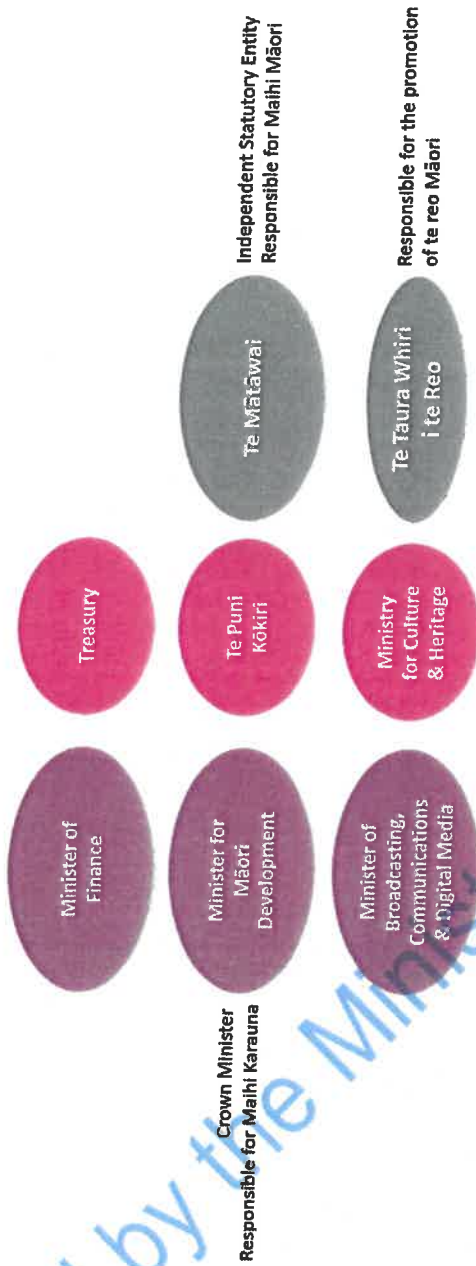 Minister of
Finance
Treasury
Crown Minister
Responsible for Maihi Karauna
Minister for
Māori
Development
Te Puni
Kōkiri
Te Mātāwai
Independent Statutory Entity
Responsible for Maihi Māori
Minister of
Broadcasting,
Communications
& Digital Media
Ministry
for Culture
& Heritage
Te Taura Whiri
i te Reo
Responsible for the promotion
of te reo Māori
by the